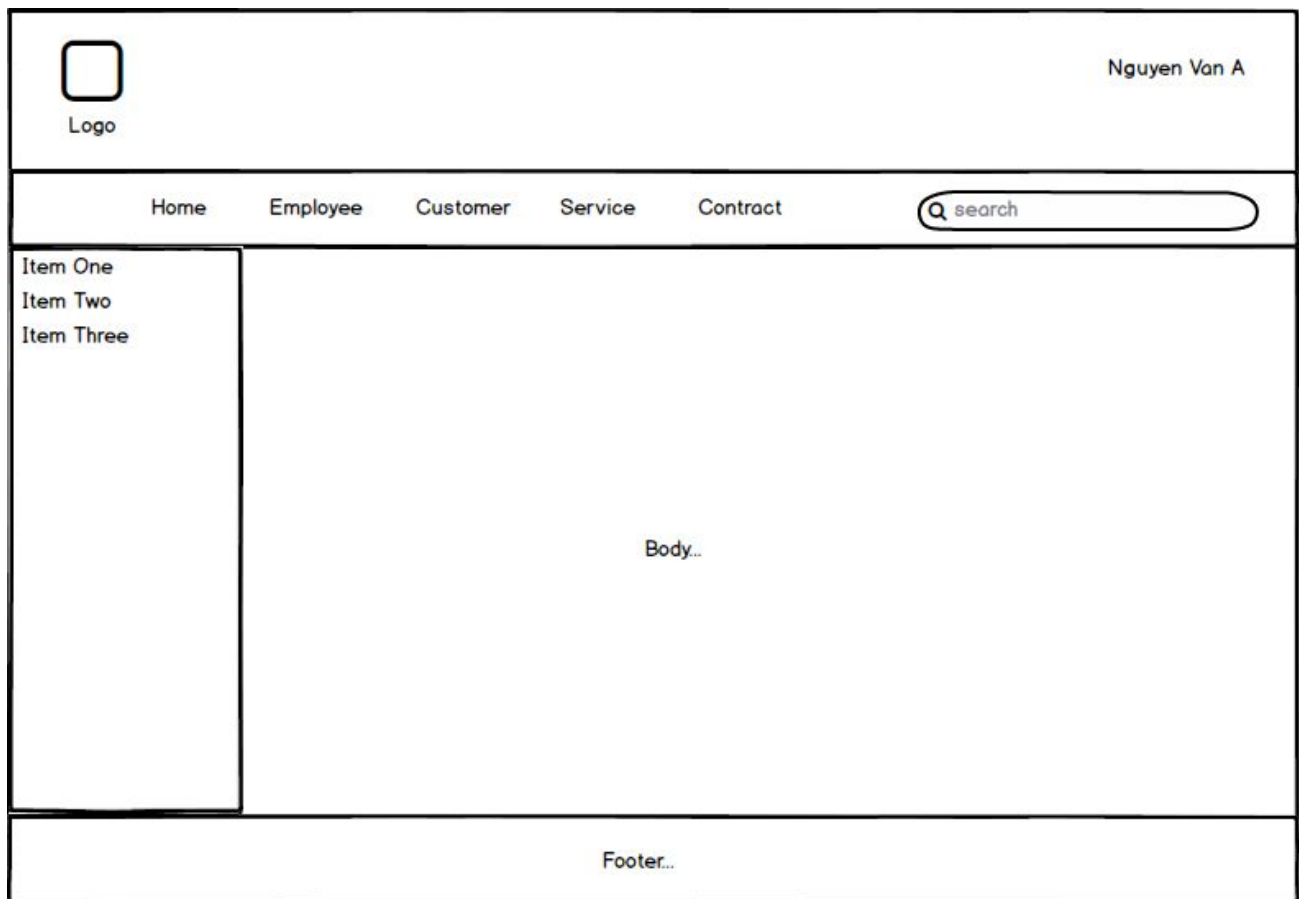 Nguyen Van A
Logo
Home Employee Customer Service Contract search
Item One
Item Two
Item Three
Body...
Footer...